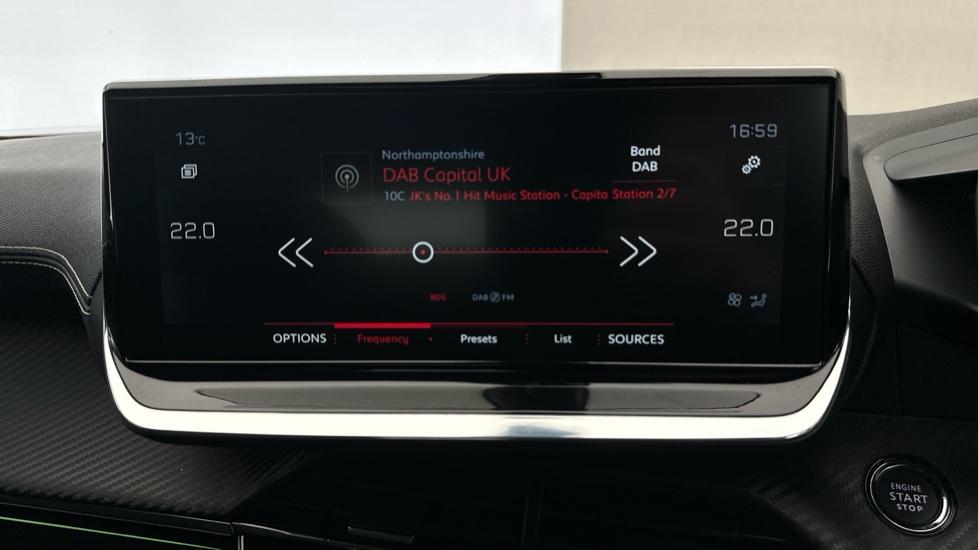 13°C
16:59
Northamptonshire
DAB Capital UK
10C JK's No.1 Hit Music Station - Capita Station 2/7
Band
DAB
22.0
22.0
RDS
DAB FM
OPTIONS Frequency Presets List SOURCES
ENGINE
START
STOP